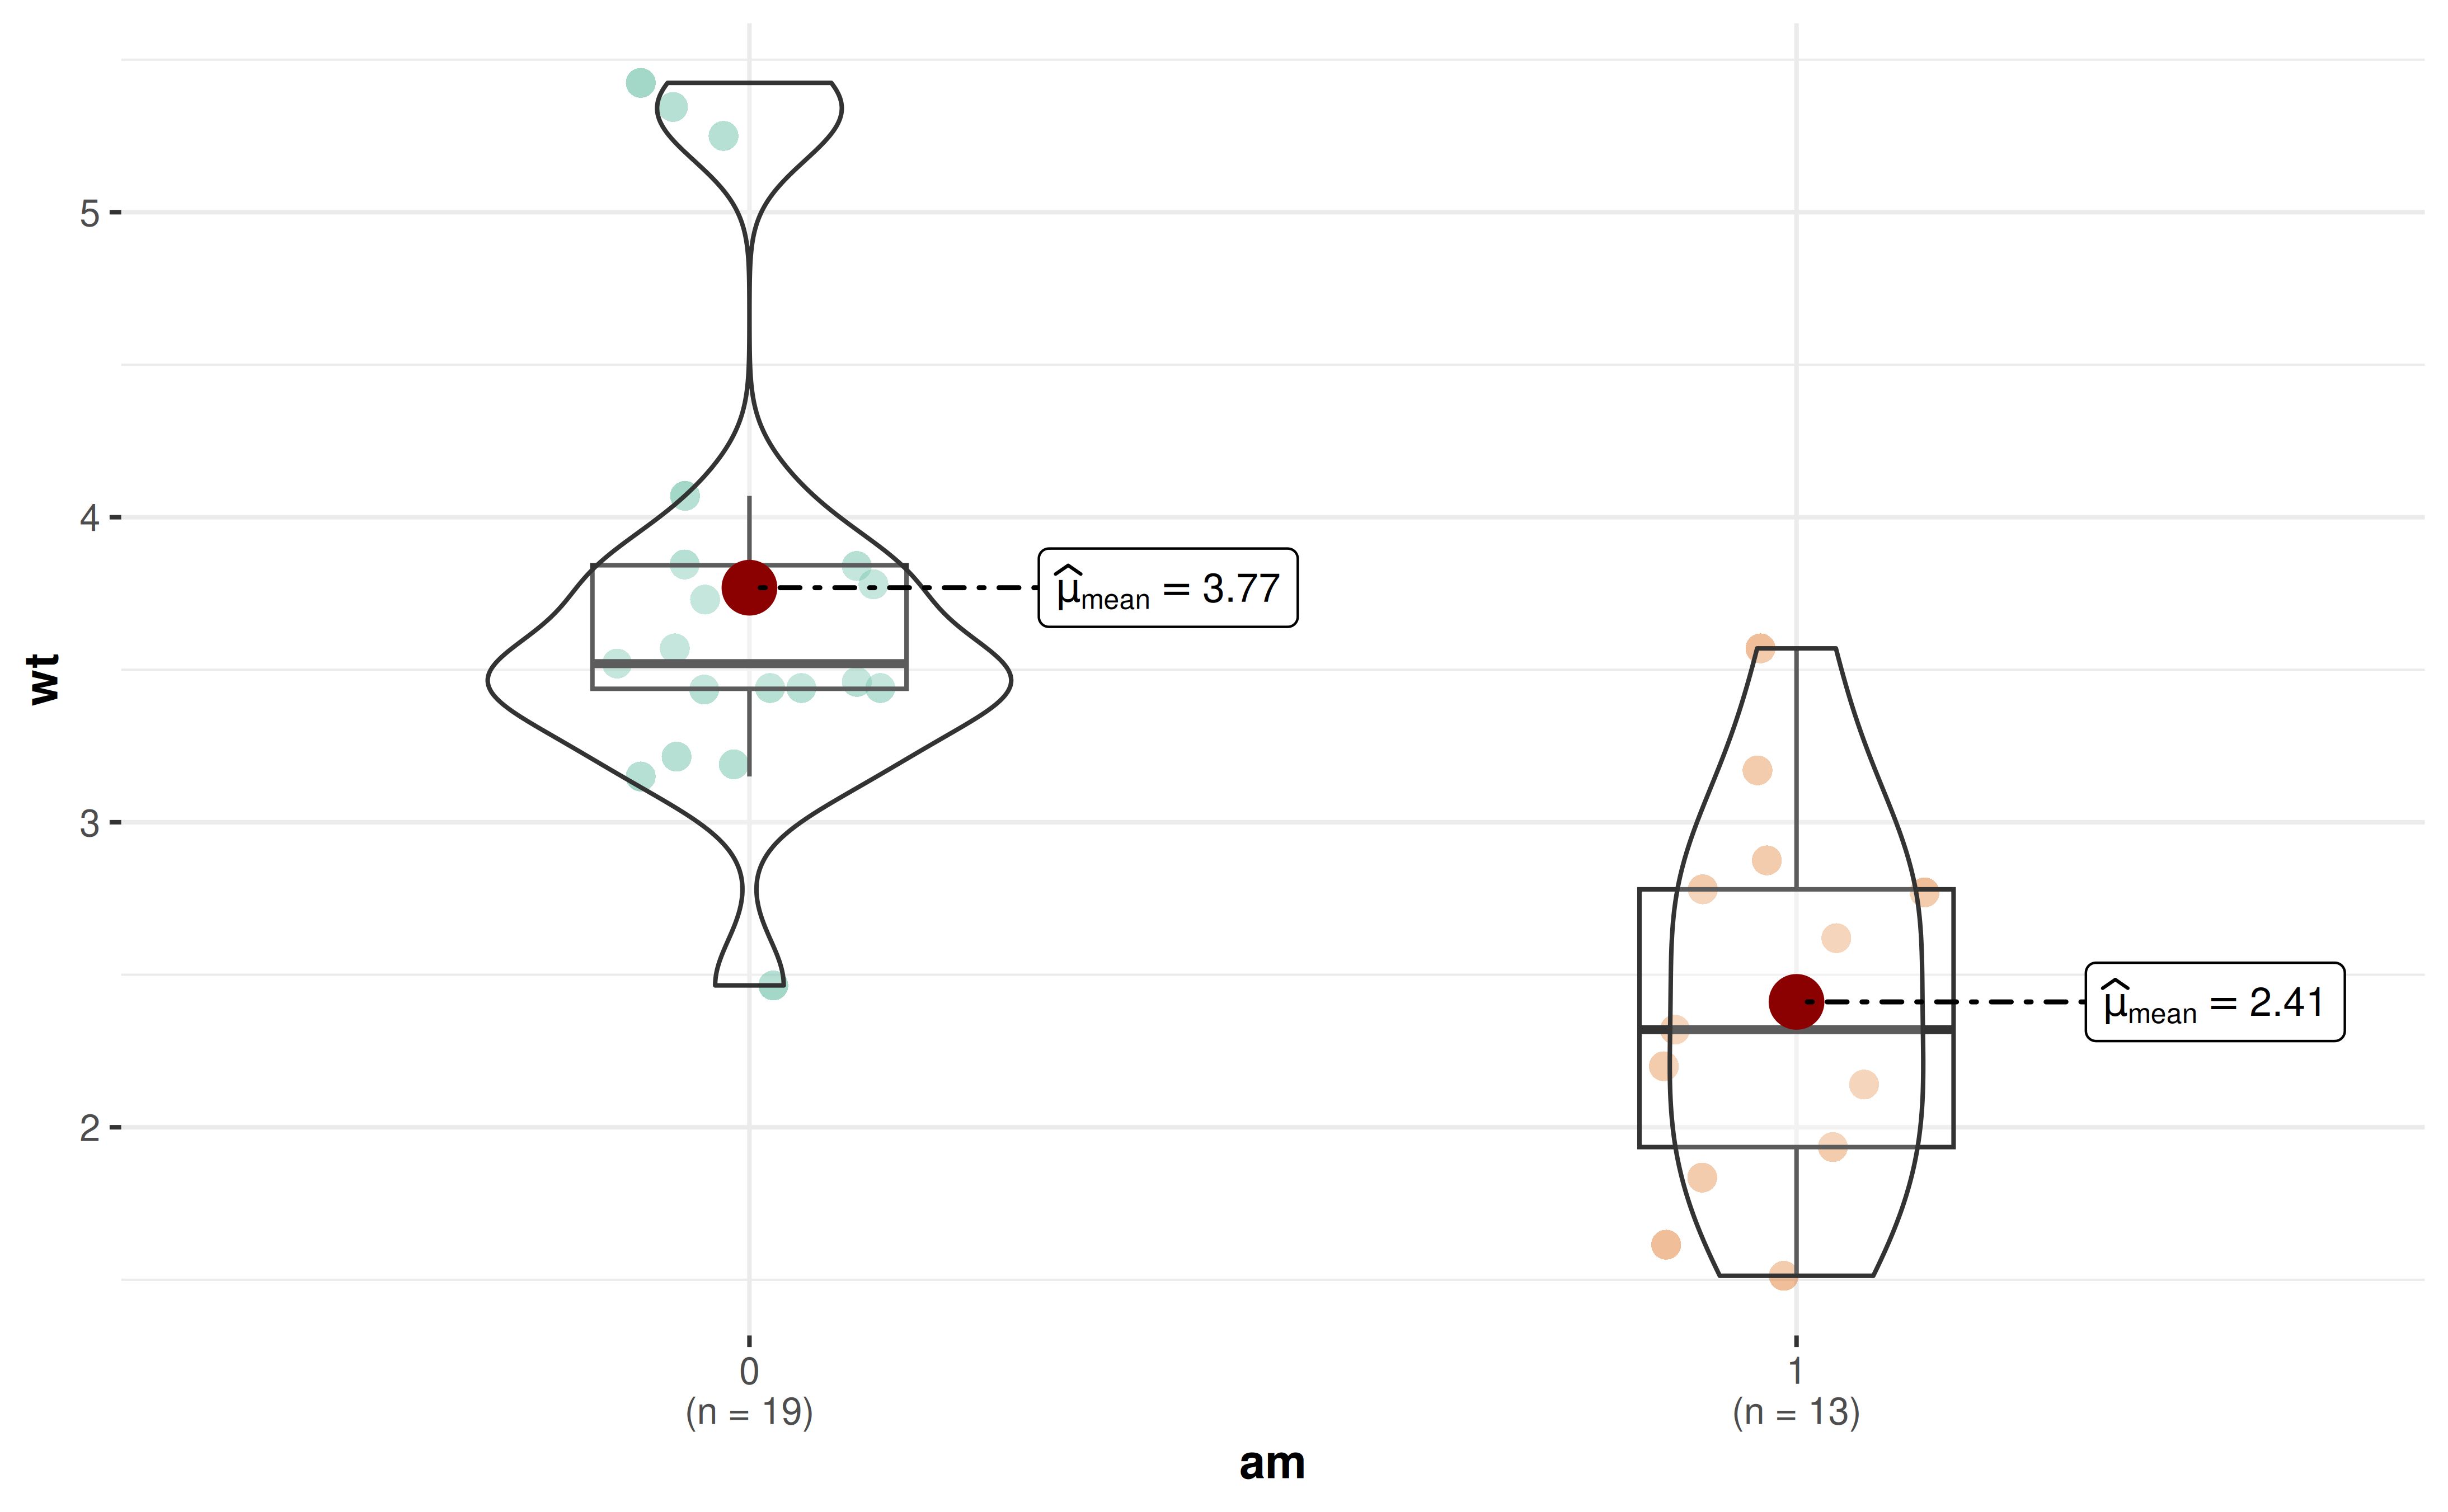 5
4
3
2
wt
μ̂mean = 3.77
μ̂mean = 2.41
0
(n = 19)
1
(n = 13)
am